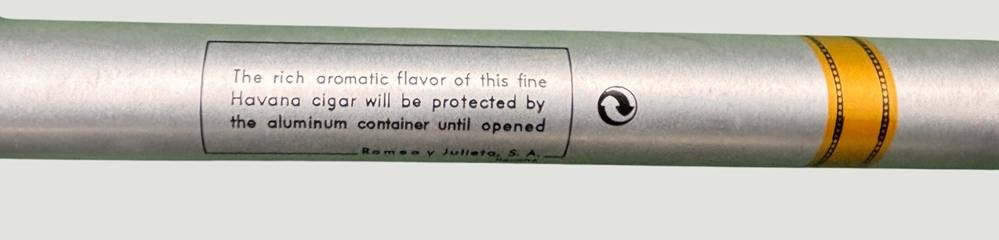 The rich aromatic flavor of this fine
Havana cigar will be protected by
the aluminum container until opened
Romeo y Julieta, S. A.